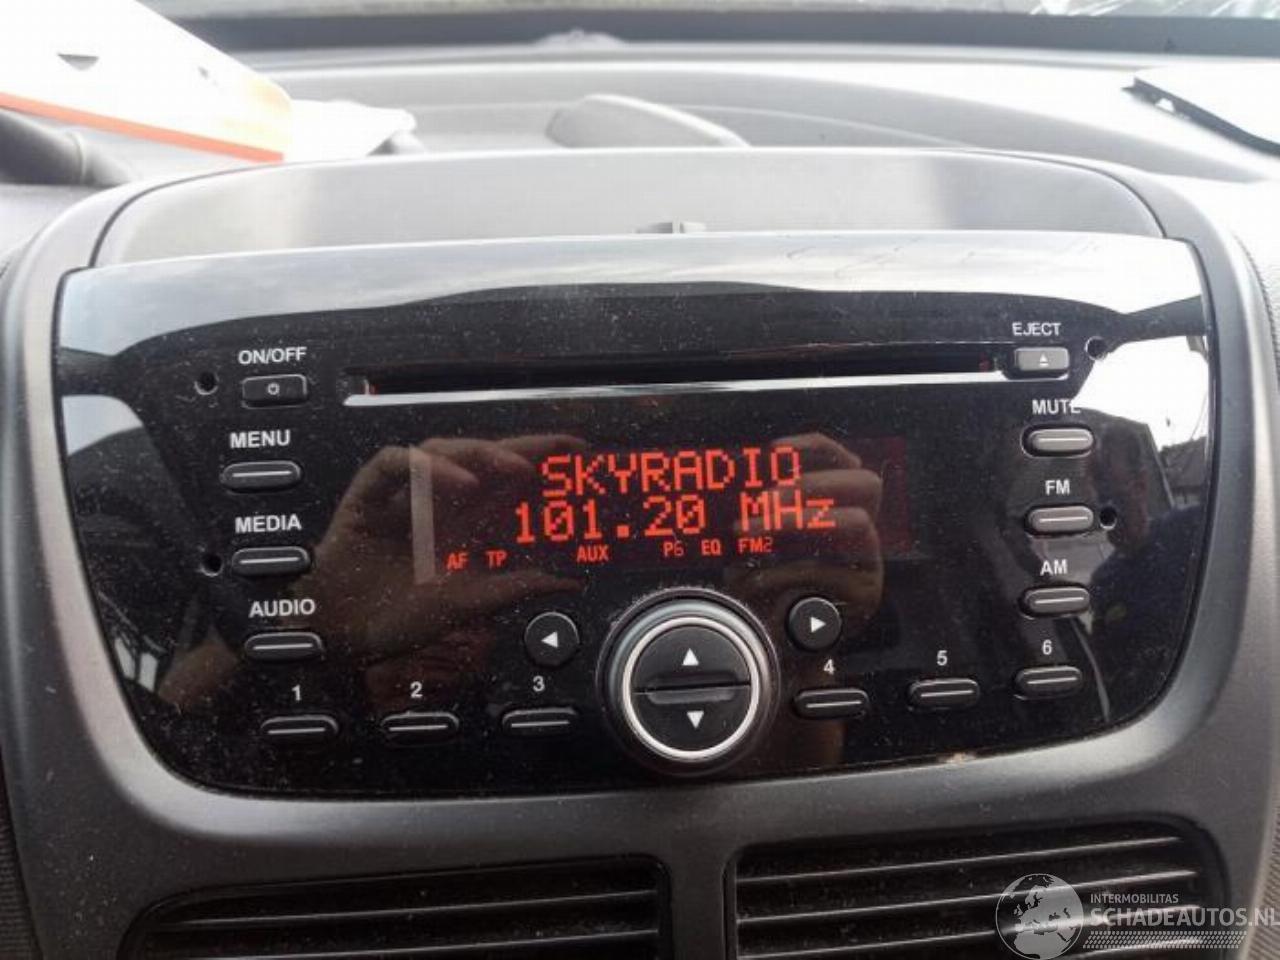 ON/OFF
EJECT
MENU
MUTE
SKYRADIO
101.20 MHz
FM
MEDIA
AF TP AUX P6 EQ FM2
AM
AUDIO
1 2 3 4 5 6
INTERMOBILITAS
SCHADEAUTOS.NL